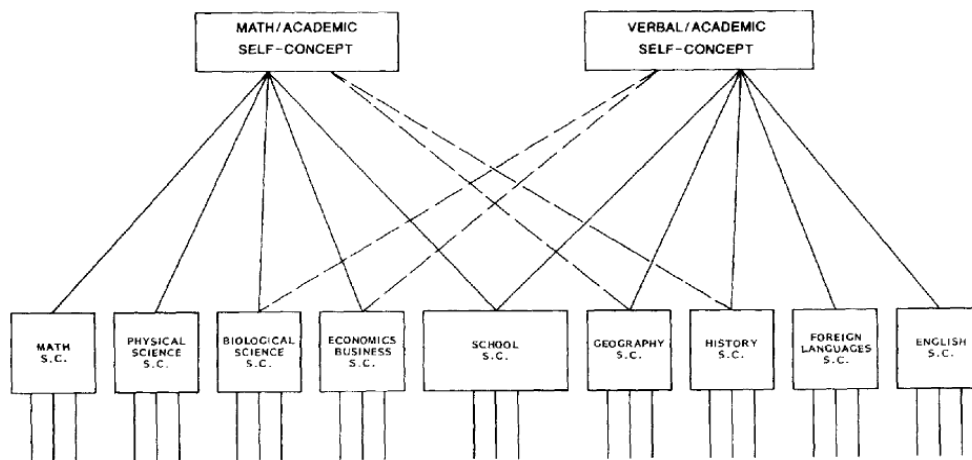 MATH/ACADEMIC
SELF-CONCEPT
VERBAL/ACADEMIC
SELF-CONCEPT
MATH
S.C.
PHYSICAL
SCIENCE
S.C.
BIOLOGICAL
SCIENCE
S.C.
ECONOMICS
BUSINESS
S.C.
SCHOOL
S.C.
GEOGRAPHY
S.C.
HISTORY
S.C.
FOREIGN
LANGUAGES
S.C.
ENGLISH
S.C.